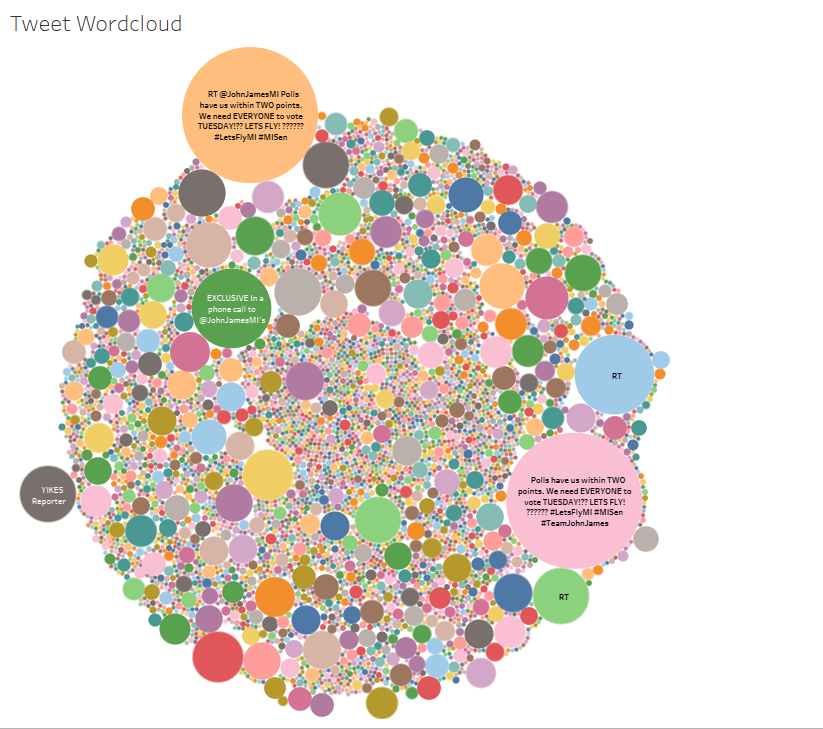 Tweet Wordcloud
RT @JohnJamesMI Polls
have us within TWO points.
We need EVERYONE to vote
TUESDAY!?? LETS FLY! ??????
#LetsFlyMI #MISen
EXCLUSIVE In a
phone call to
@JohnJamesMI's
RT
YIKES
Reporter
Polls have us within TWO
points. We need EVERYONE to
vote TUESDAY!?? LETS FLY!
?????? #LetsFlyMI #MISen
#TeamJohnJames
RT